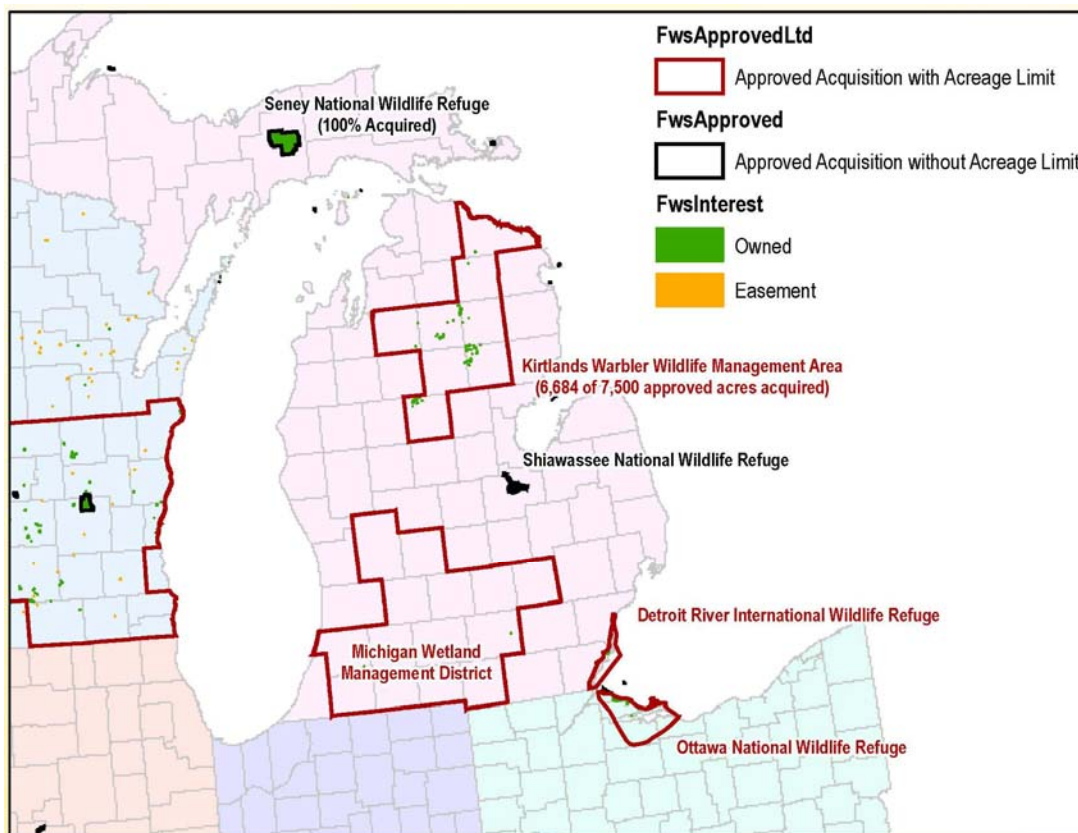 FwsApprovedLtd
Approved Acquisition with Acreage Limit
FwsApproved
Approved Acquisition without Acreage Limit
FwsInterest
Owned
Easement
Seney National Wildlife Refuge
(100% Acquired)
Kirtlands Warbler Wildlife Management Area
(6,684 of 7,500 approved acres acquired)
Shiawassee National Wildlife Refuge
Detroit River International Wildlife Refuge
Michigan Wetland
Management District
Ottawa National Wildlife Refuge